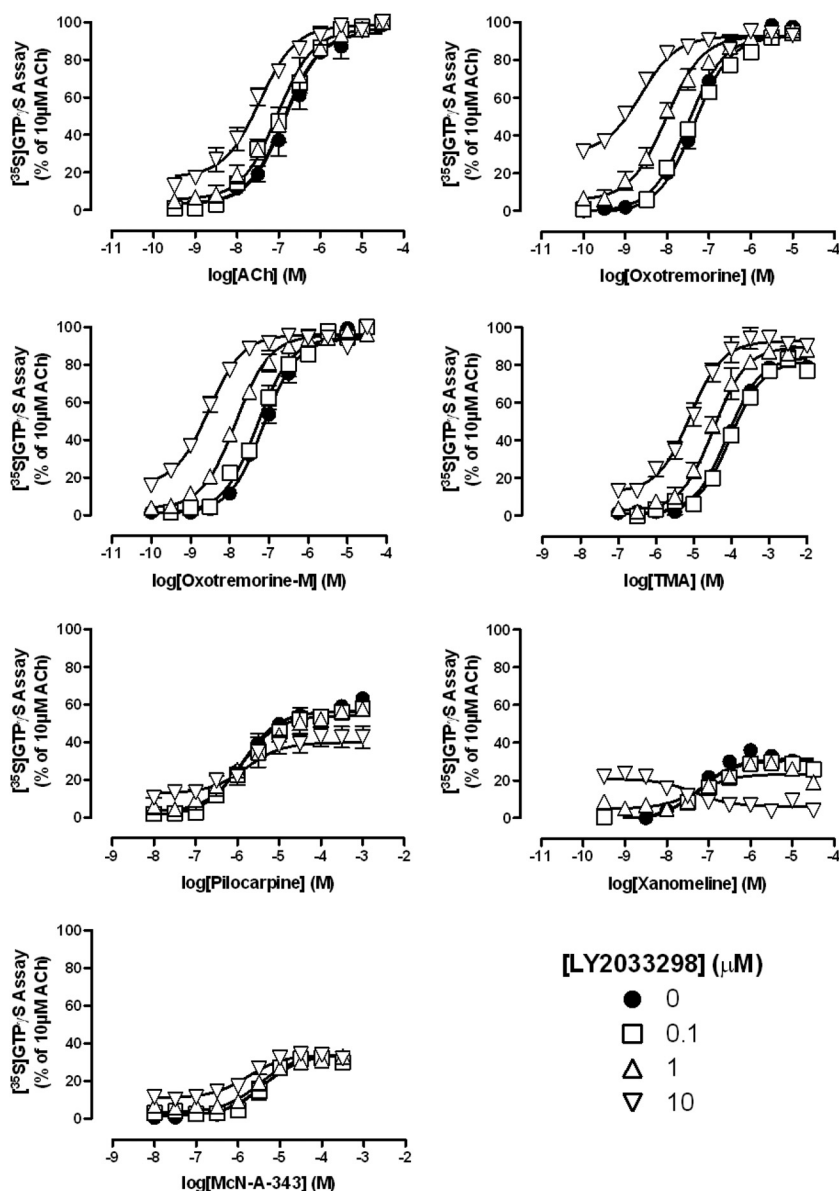 [³⁵S]GTPγS Assay
(% of 10μM ACh)
100
80
60
40
20
0
-11 -10 -9 -8 -7 -6 -5 -4
log[ACh] (M)
[³⁵S]GTPγS Assay
(% of 10μM ACh)
100
80
60
40
20
0
-11 -10 -9 -8 -7 -6 -5 -4
log[Oxotremorine] (M)
[³⁵S]GTPγS Assay
(% of 10μM ACh)
100
80
60
40
20
0
-11 -10 -9 -8 -7 -6 -5 -4
log[Oxotremorine-M] (M)
[³⁵S]GTPγS Assay
(% of 10μM ACh)
100
80
60
40
20
0
-9 -8 -7 -6 -5 -4 -3 -2
log[TMA] (M)
[³⁵S]GTPγS Assay
(% of 10μM ACh)
100
80
60
40
20
0
-9 -8 -7 -6 -5 -4 -3 -2
log[Pilocarpine] (M)
[³⁵S]GTPγS Assay
(% of 10μM ACh)
100
80
60
40
20
0
-11 -10 -9 -8 -7 -6 -5 -4
log[Xanomeline] (M)
[³⁵S]GTPγS Assay
(% of 10μM ACh)
100
80
60
40
20
0
-9 -8 -7 -6 -5 -4 -3 -2
log[McN-A-343] (M)
[LY2033298] (μM)
0
0.1
1
10